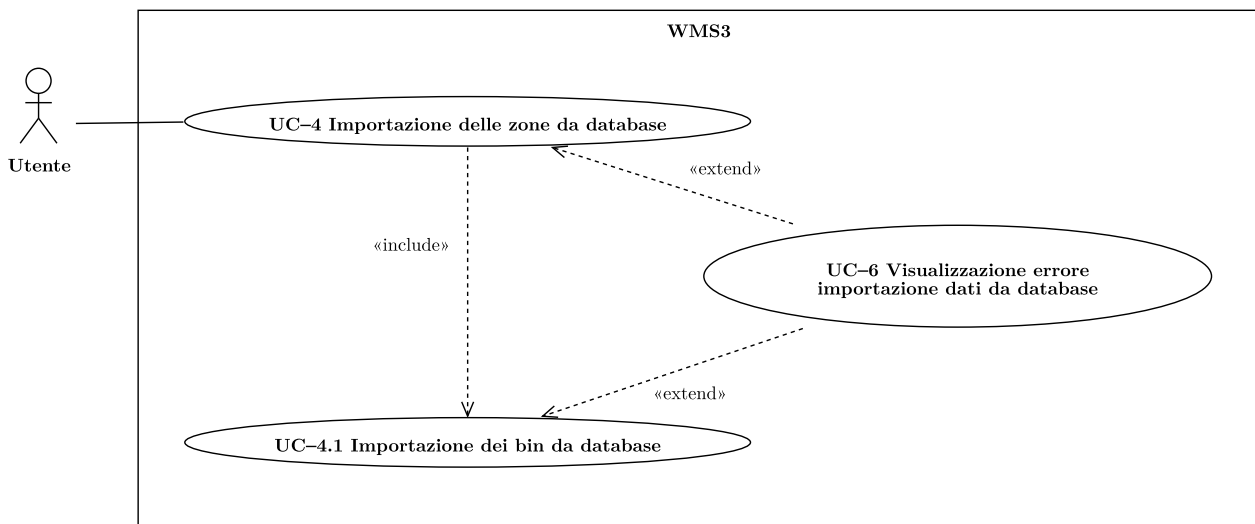 WMS3
UC–4 Importazione delle zone da database
Utente
«extend»
«include»
UC–6 Visualizzazione errore
importazione dati da database
«extend»
UC–4.1 Importazione dei bin da database